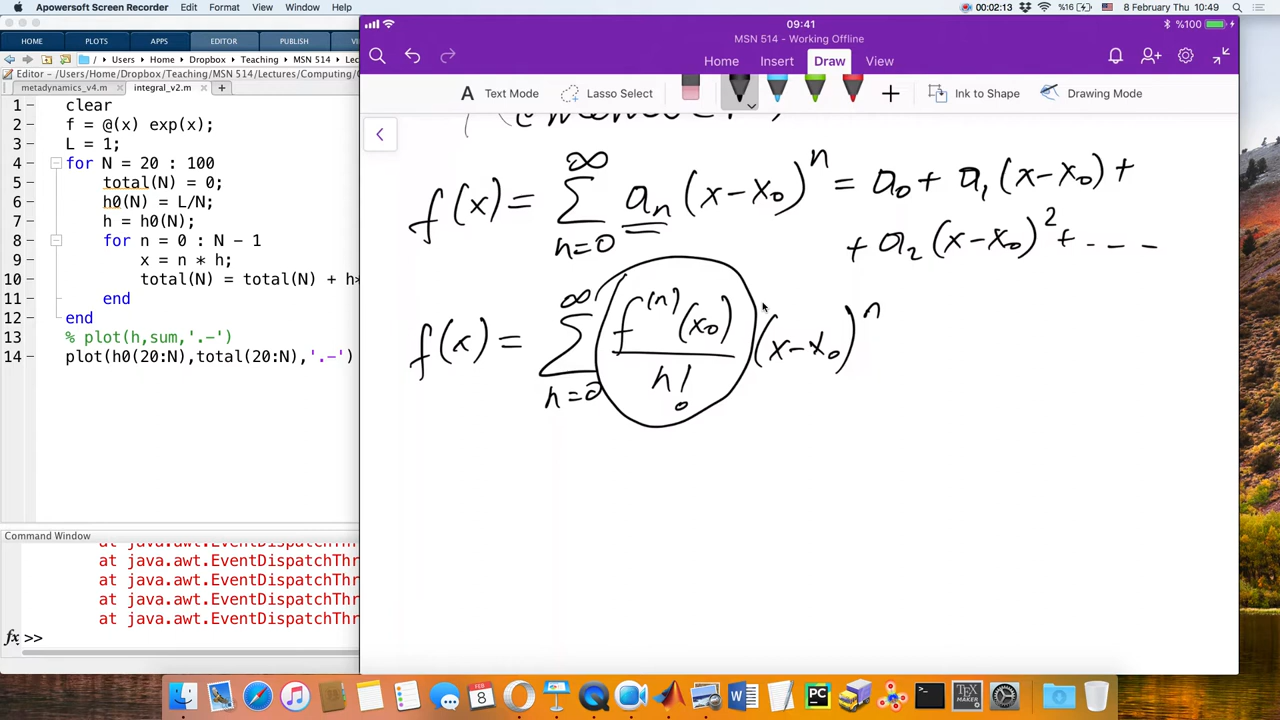 Apowersoft Screen Recorder Edit Format View Window Help 00:02:13 %16 8 February Thu 10:49
HOME PLOTS APPS EDITOR PUBLISH VI
/ Users Home Dropbox Teaching MSN 514 Lectures
Editor - /Users/Home/Dropbox/Teaching/MSN 514/Lectures/Computing/C
metadynamics_v4.m × integral_v2.m × +
1 clear
2 f = @(x) exp(x);
3 L = 1;
4 for N = 20 : 100
5 total(N) = 0;
6 h0(N) = L/N;
7 h = h0(N);
8 for n = 0 : N - 1
9 x = n * h;
10 total(N) = total(N) + h*
11 end
12 end
13 % plot(h,sum,'.-')
14 plot(h0(20:N),total(20:N),'.-')
Command Window
at java.awt.EventDispatchThr
at java.awt.EventDispatchThr
at java.awt.EventDispatchThr
at java.awt.EventDispatchThr
fx >>
09:41 %100
MSN 514 - Working Offline
Home Insert Draw View
A Text Mode Lasso Select + Ink to Shape Drawing Mode
f(x) = ∑_{n=0}^{∞} a_n (x-x_0)^n = a_0 + a_1 (x-x_0) +
+ a_2 (x-x_0)^2 + - - -
f(x) = ∑_{n=0}^{∞} f^{(n)}(x_0)/n! (x-x_0)^n